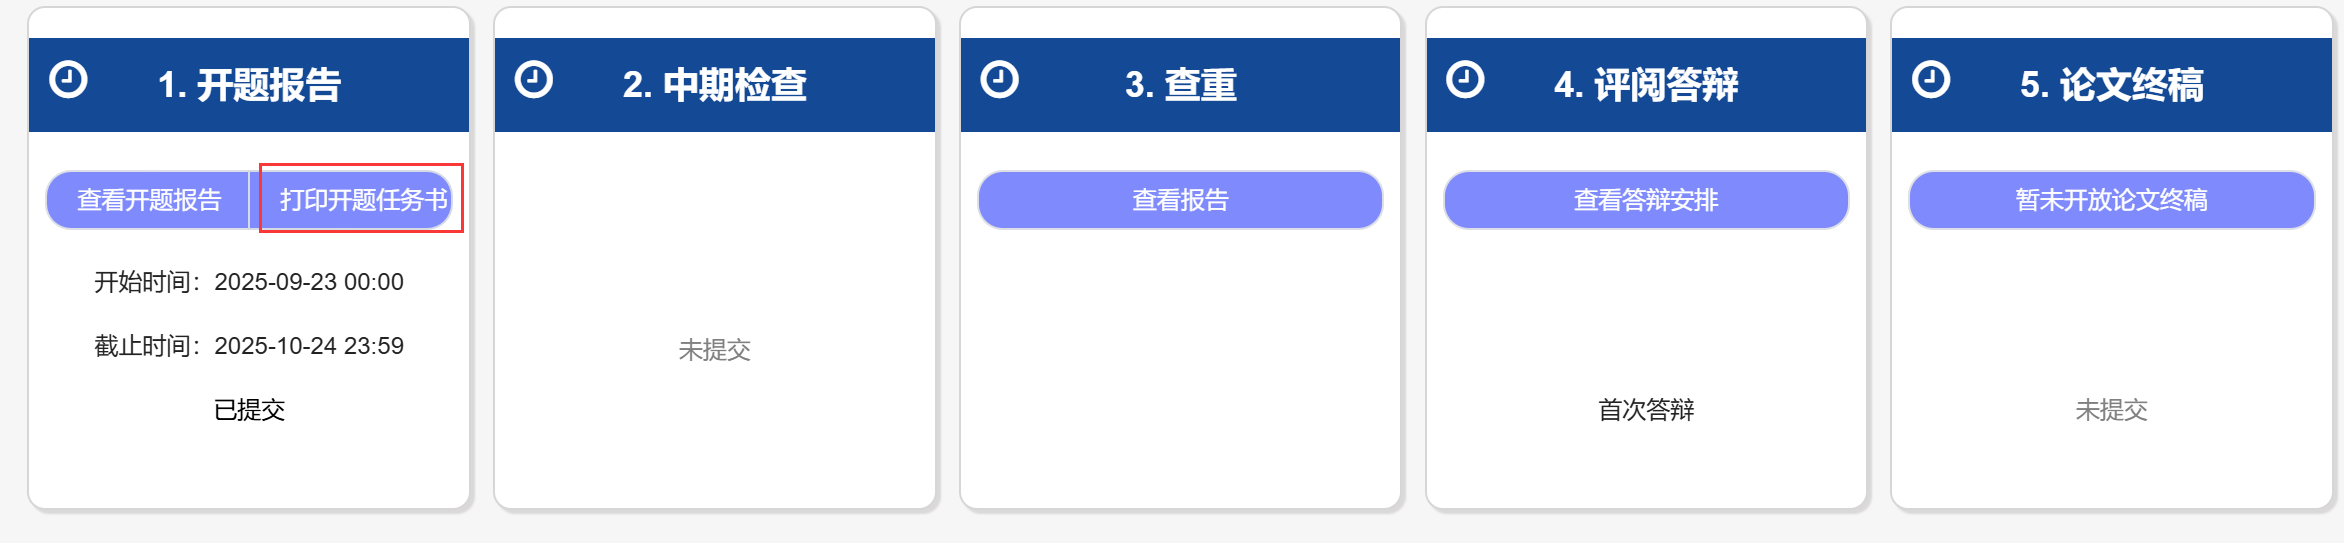 1. 开题报告
查看开题报告 打印开题任务书
开始时间：2025-09-23 00:00
截止时间：2025-10-24 23:59
已提交
2. 中期检查
未提交
3. 查重
查看报告
4. 评阅答辩
查看答辩安排
首次答辩
5. 论文终稿
暂未开放论文终稿
未提交